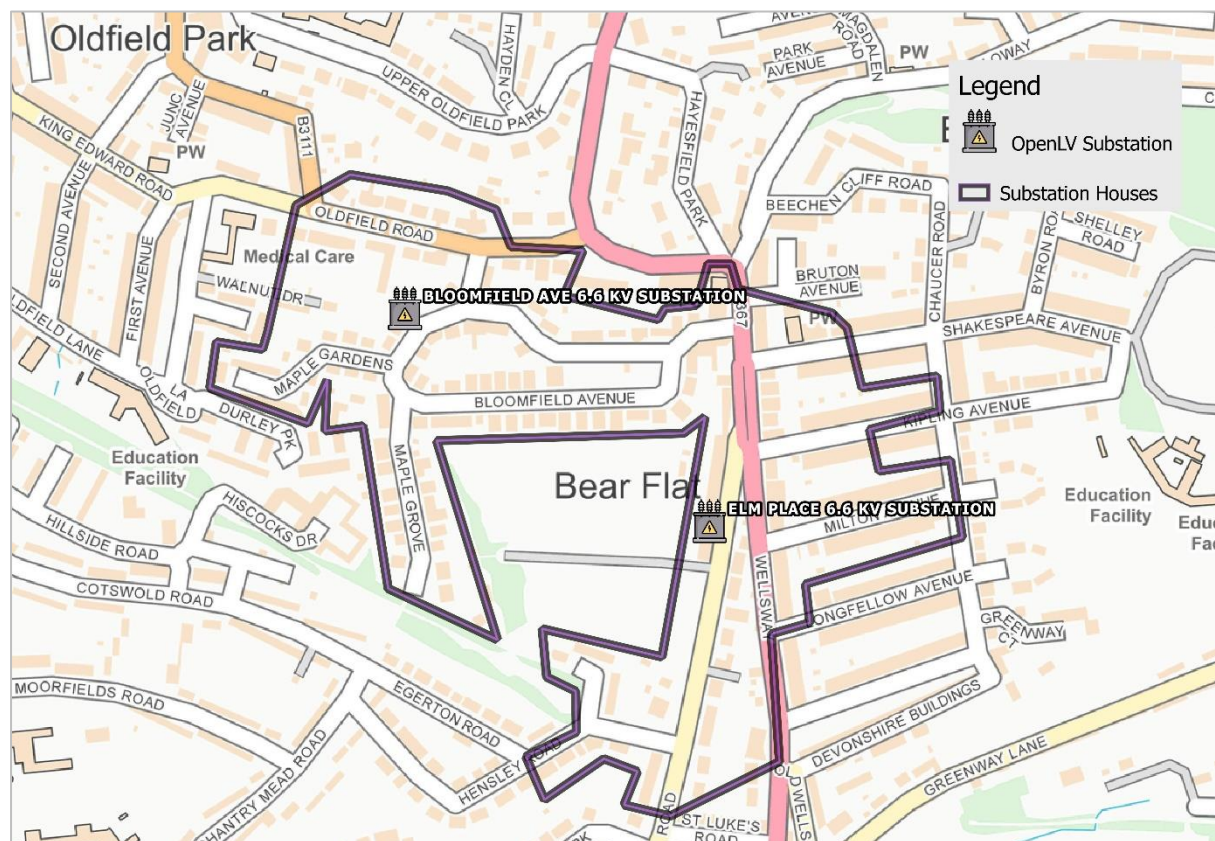 Oldfield Park
UPPER OLDFIELD PARK
HAYDEN CL
HAYESFIELD PARK
PARK
AVENUE
MAGDALEN
ROAD
PW
Legend
OpenLV Substation
Substation Houses
KING EDWARD ROAD
AVENUE
PW
B3111
SECOND AVENUE
FIRST AVENUE
OLDFIELD ROAD
Medical Care
WALNUT DR
BEECHEN CLIFF ROAD
CHAUCER ROAD
SHELLEY
ROAD
BRUTON
AVENUE
PW
SHAKESPEARE AVENUE
BLOOMFIELD AVE 6.6 KV SUBSTATION
MAPLE GARDENS
BLOOMFIELD AVENUE
KIPLING AVENUE
LA
OLDFIELD
DURLEY PK
Education
Facility
MAPLE GROVE
Bear Flat
ELM PLACE 6.6 KV SUBSTATION
Education
Facility
HISCOCKS DR
HILLSIDE ROAD
COTSWOLD ROAD
WELLSWAY
GREENWAY
CT
MOORFIELDS ROAD
EGERTON ROAD
HENSLEY ROAD
DEVONSHIRE BUILDINGS
GREENWAY LANE
ROAD
ST LUKE'S
ROAD